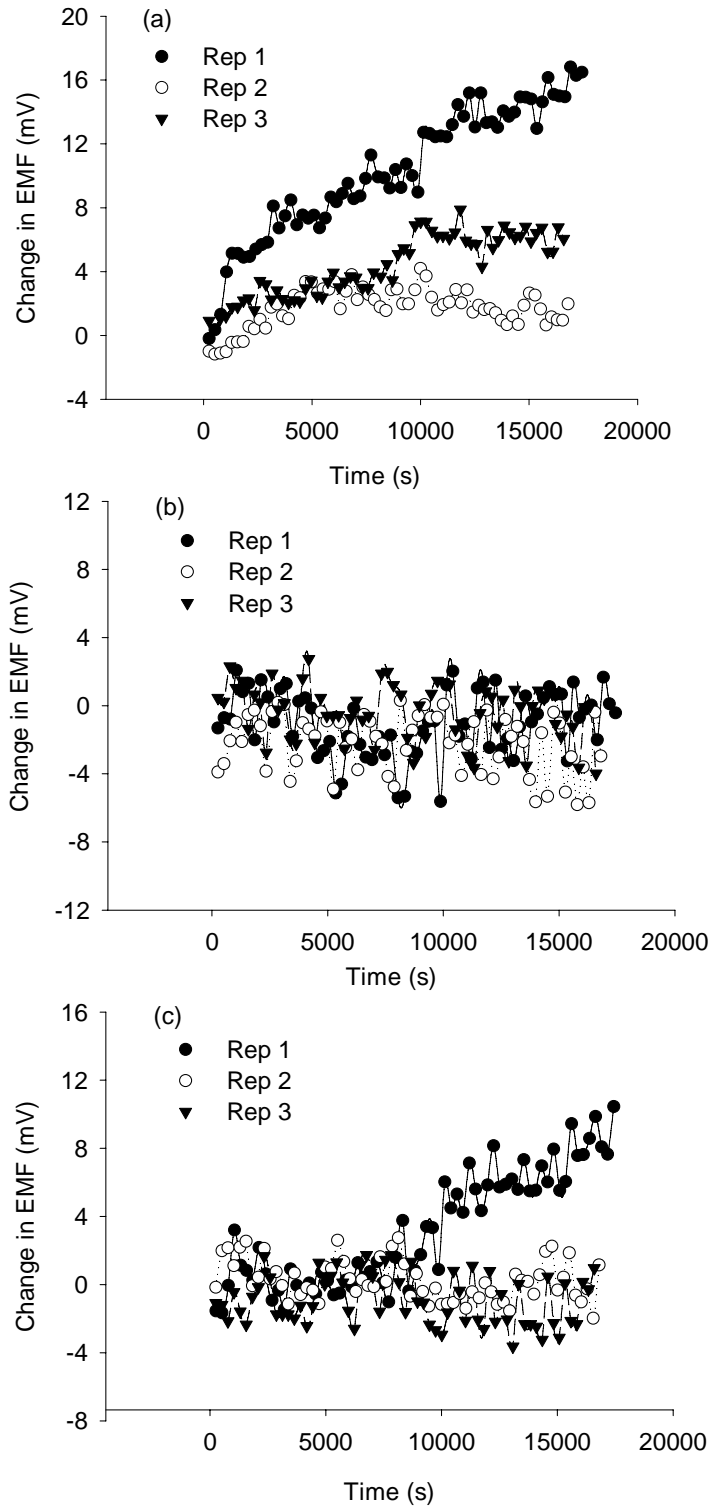 (a)
Rep 1
Rep 2
Rep 3
20
16
12
8
4
0
-4
Change in EMF (mV)
0 5000 10000 15000 20000
Time (s)
(b)
Rep 1
Rep 2
Rep 3
12
8
4
0
-4
-8
-12
Change in EMF (mV)
0 5000 10000 15000 20000
Time (s)
(c)
Rep 1
Rep 2
Rep 3
16
12
8
4
0
-4
-8
Change in EMF (mV)
0 5000 10000 15000 20000
Time (s)